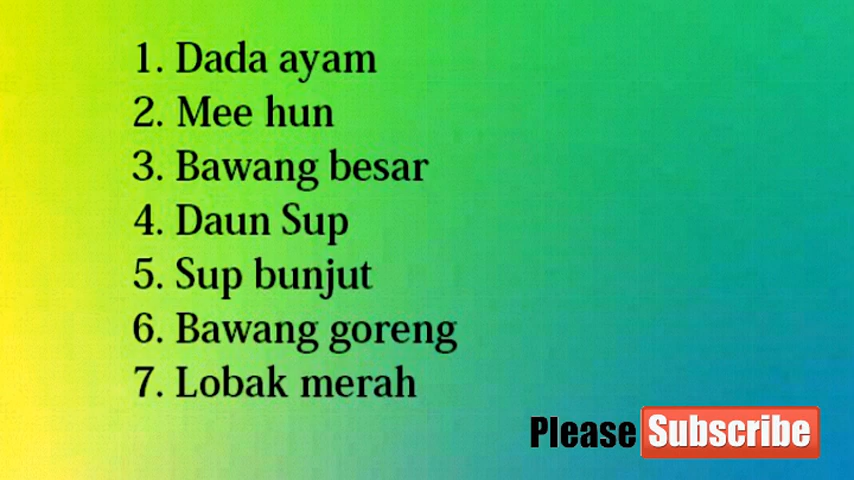 1. Dada ayam
2. Mee hun
3. Bawang besar
4. Daun Sup
5. Sup bunjut
6. Bawang goreng
7. Lobak merah
Please Subscribe